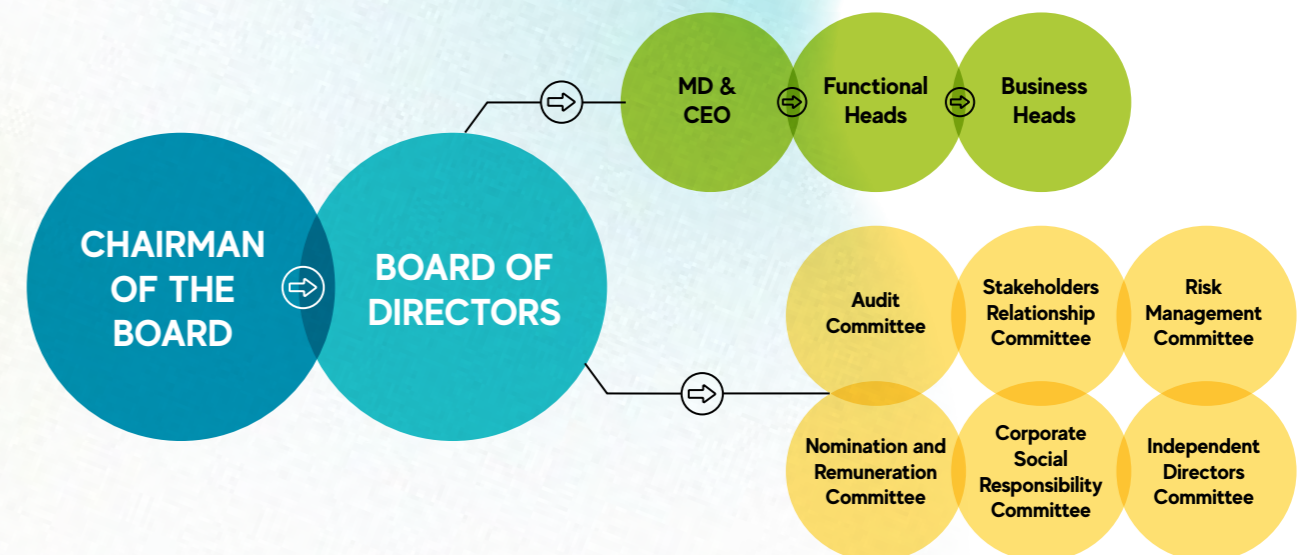 CHAIRMAN
OF THE
BOARD
BOARD OF
DIRECTORS
MD &
CEO
Functional
Heads
Business
Heads
Audit
Committee
Stakeholders
Relationship
Committee
Risk
Management
Committee
Nomination and
Remuneration
Committee
Corporate
Social
Responsibility
Committee
Independent
Directors
Committee